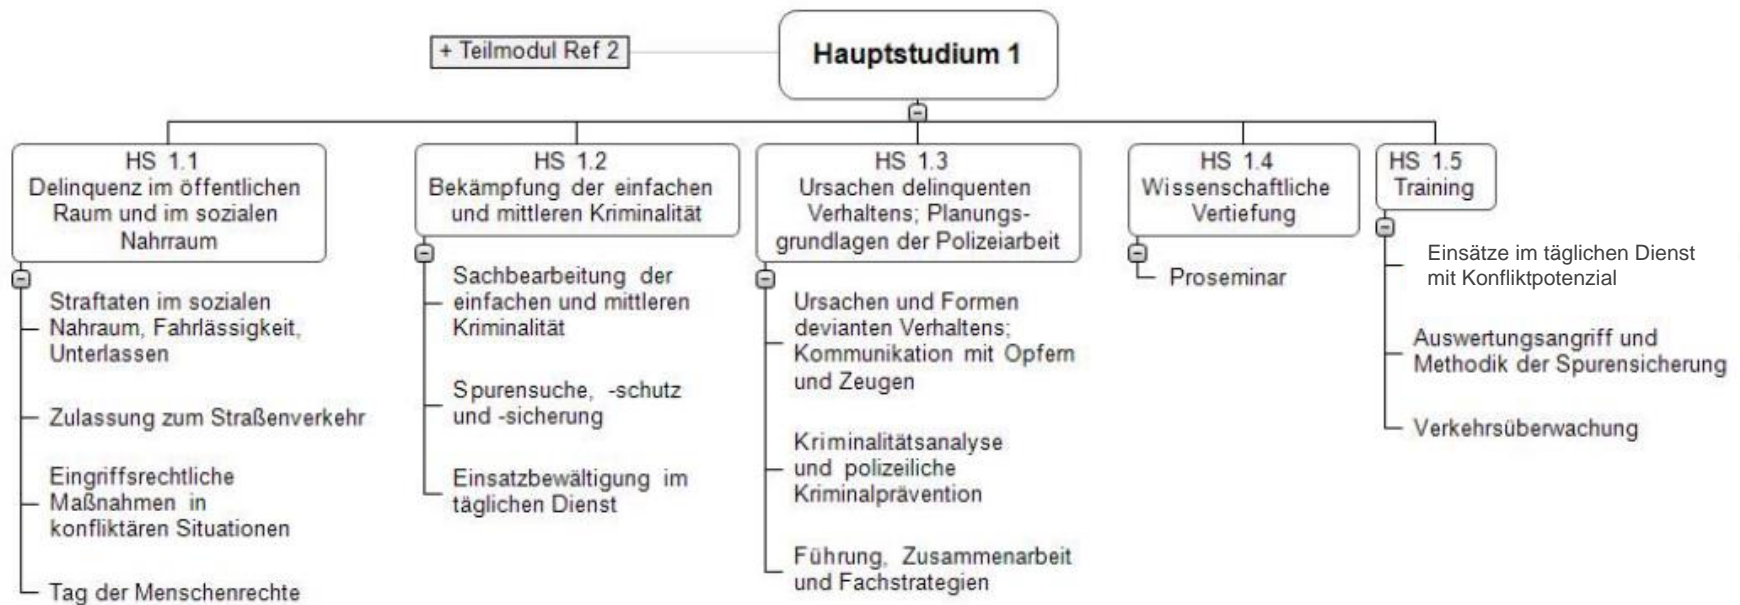 + Teilmodul Ref 2
Hauptstudium 1
HS 1.1
Delinquenz im öffentlichen
Raum und im sozialen
Nahrraum
Straftaten im sozialen
Nahraum, Fahrlässigkeit,
Unterlassen
Zulassung zum Straßenverkehr
Eingriffsrechtliche
Maßnahmen in
konfliktären Situationen
Tag der Menschenrechte
HS 1.2
Bekämpfung der einfachen
und mittleren Kriminalität
Sachbearbeitung der
einfachen und mittleren
Kriminalität
Spurensuche, -schutz
und -sicherung
Einsatzbewältigung im
täglichen Dienst
HS 1.3
Ursachen delinquenten
Verhaltens; Planungs-
grundlagen der Polizeiarbeit
Ursachen und Formen
devianten Verhaltens;
Kommunikation mit Opfern
und Zeugen
Kriminalitätsanalyse
und polizeiliche
Kriminalprävention
Führung, Zusammenarbeit
und Fachstrategien
HS 1.4
Wissenschaftliche
Vertiefung
Proseminar
HS 1.5
Training
Einsätze im täglichen Dienst
mit Konfliktpotenzial
Auswertungsangriff und
Methodik der Spurensicherung
Verkehrsüberwachung